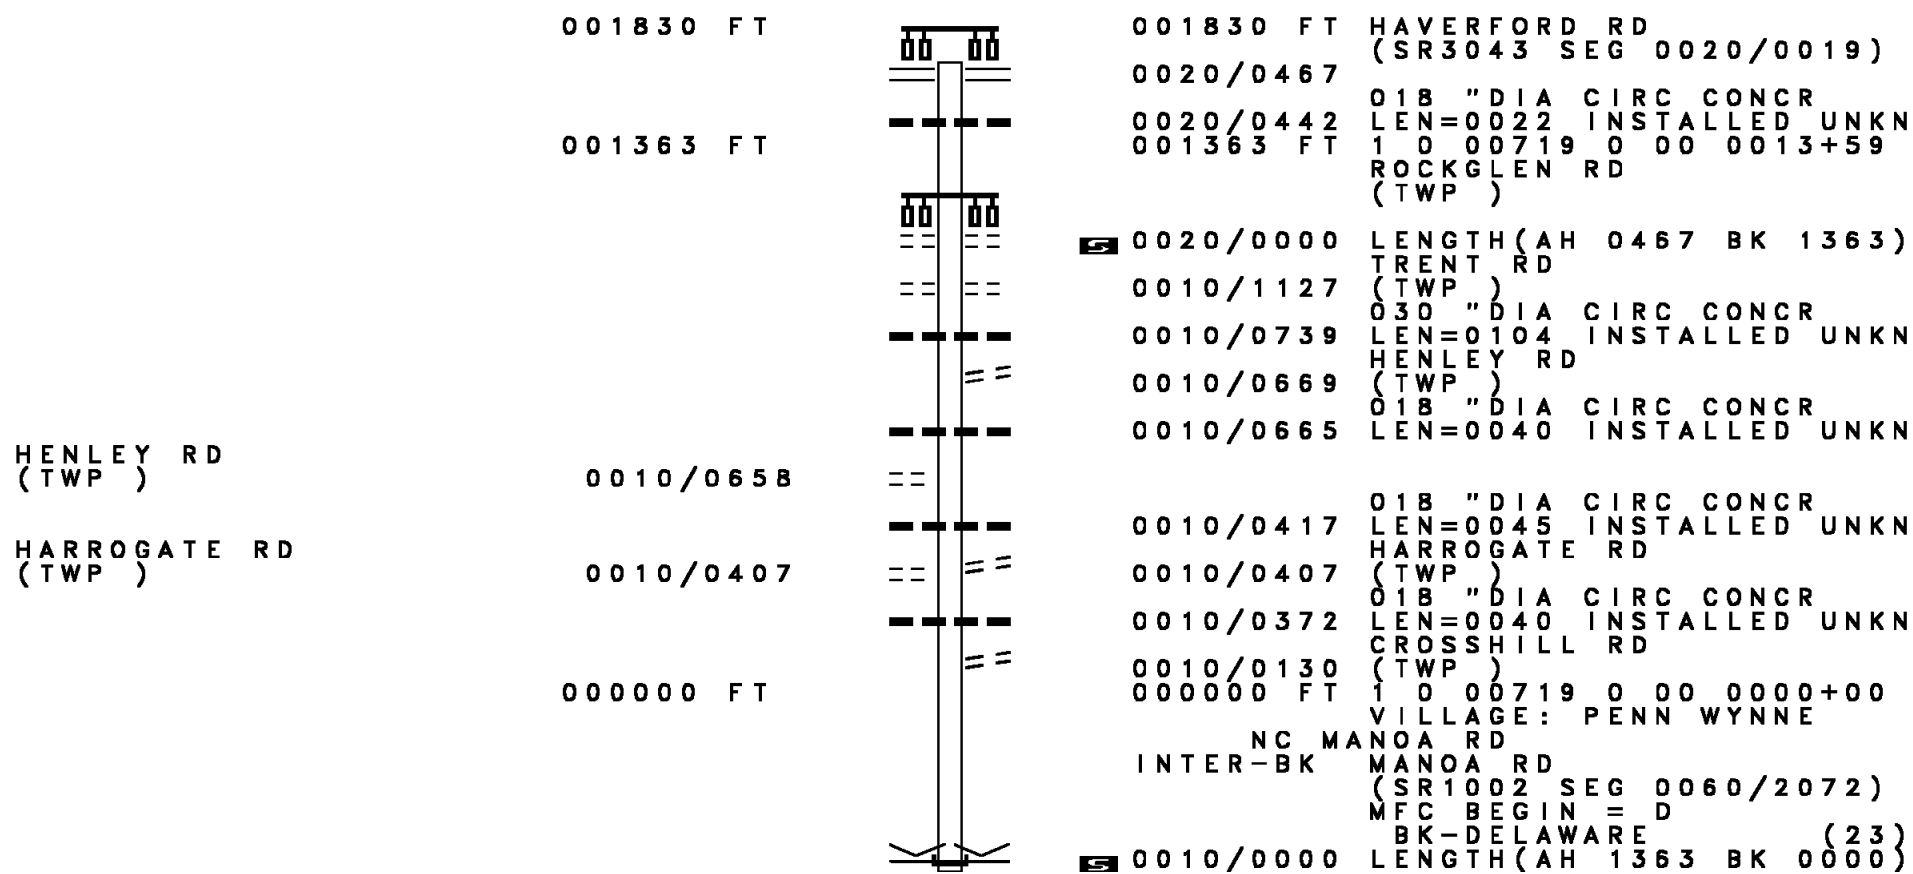 001830 FT 001830 FT HAVERFORD RD
(SR3043 SEG 0020/0019)
0020/0467
018 "DIA CIRC CONCR
0020/0442 LEN=0022 INSTALLED UNKN
001363 FT 001363 FT 1 0 00719 0 00 0013+59
ROCKGLEN RD
(TWP )
S 0020/0000 LENGTH(AH 0467 BK 1363)
TRENT RD
0010/1127 (TWP )
030 "DIA CIRC CONCR
0010/0739 LEN=0104 INSTALLED UNKN
HENLEY RD
0010/0669 (TWP )
018 "DIA CIRC CONCR
0010/0665 LEN=0040 INSTALLED UNKN
HENLEY RD
(TWP ) 0010/0658
018 "DIA CIRC CONCR
0010/0417 LEN=0045 INSTALLED UNKN
HARROGATE RD HARROGATE RD
(TWP ) 0010/0407 0010/0407 (TWP )
018 "DIA CIRC CONCR
0010/0372 LEN=0040 INSTALLED UNKN
CROSSHILL RD
0010/0130 (TWP )
000000 FT 000000 FT 1 0 00719 0 00 0000+00
VILLAGE: PENN WYNNE
NC MANOA RD
INTER-BK MANOA RD
(SR1002 SEG 0060/2072)
MFC BEGIN = D
BK-DELAWARE (23)
S 0010/0000 LENGTH(AH 1363 BK 0000)